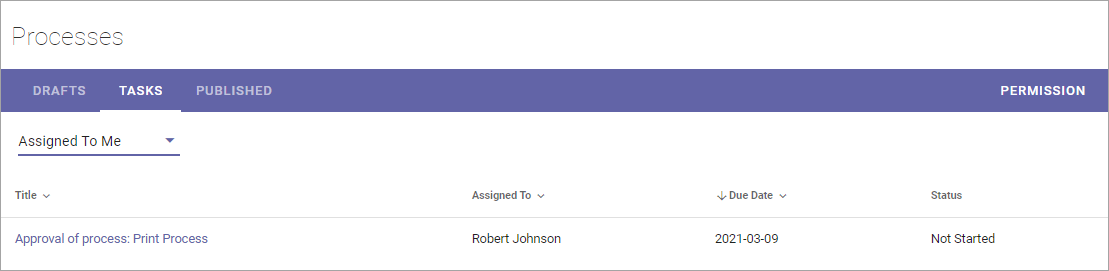 Processes
DRAFTS TASKS PUBLISHED PERMISSION
Assigned To Me
Title Assigned To Due Date Status
Approval of process: Print Process Robert Johnson 2021-03-09 Not Started